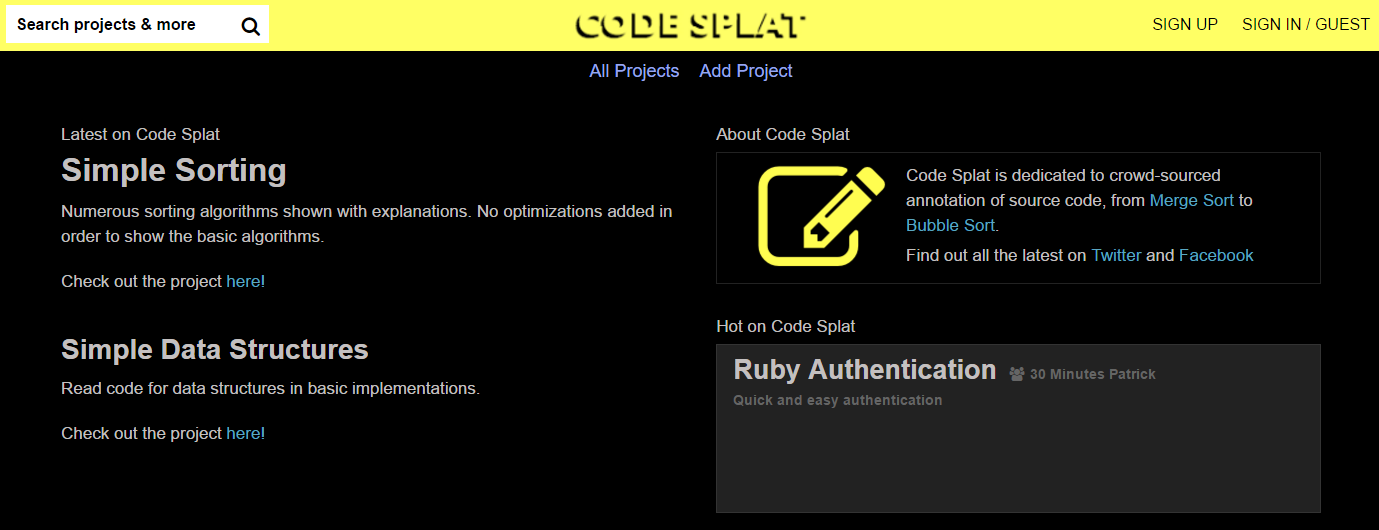 Search projects & more
CODE SPLAT
SIGN UP
SIGN IN / GUEST
All Projects
Add Project
Latest on Code Splat
Simple Sorting
Numerous sorting algorithms shown with explanations. No optimizations added in
order to show the basic algorithms.
Check out the project here!
Simple Data Structures
Read code for data structures in basic implementations.
Check out the project here!
About Code Splat
Code Splat is dedicated to crowd-sourced
annotation of source code, from Merge Sort to
Bubble Sort.
Find out all the latest on Twitter and Facebook
Hot on Code Splat
Ruby Authentication 30 Minutes Patrick
Quick and easy authentication